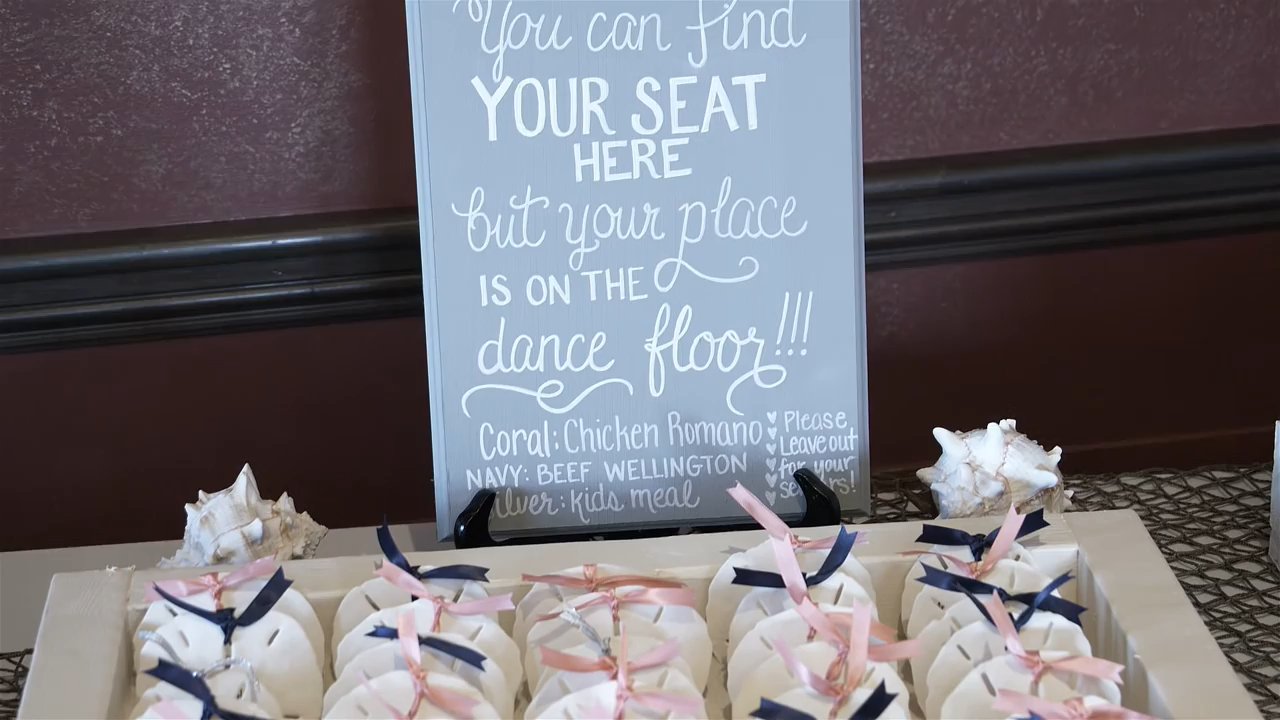 You can find
YOUR SEAT
HERE
but your place
IS ON THE
dance floor!!!
Coral: Chicken Romano
NAVY: BEEF WELLINGTON
Silver: kids meal
Please
Leave out
for your
servers!